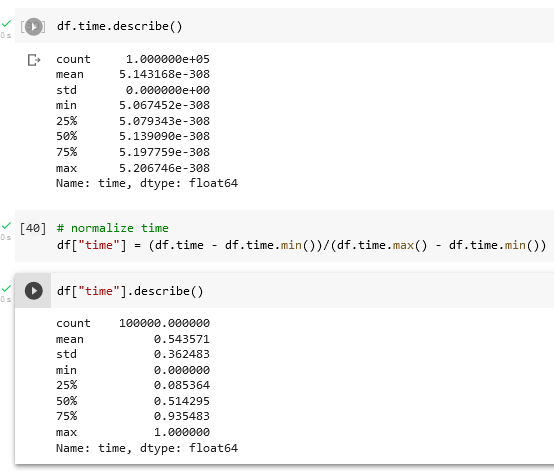 0 s
[ ] df.time.describe()
count 1.000000e+05
mean 5.143168e-308
std 0.000000e+00
min 5.067452e-308
25% 5.079343e-308
50% 5.139090e-308
75% 5.197759e-308
max 5.206746e-308
Name: time, dtype: float64
0 s
[40] # normalize time
df["time"] = (df.time - df.time.min())/(df.time.max() - df.time.min())
0 s
df["time"].describe()
count 100000.000000
mean 0.543571
std 0.362483
min 0.000000
25% 0.085364
50% 0.514295
75% 0.935483
max 1.000000
Name: time, dtype: float64